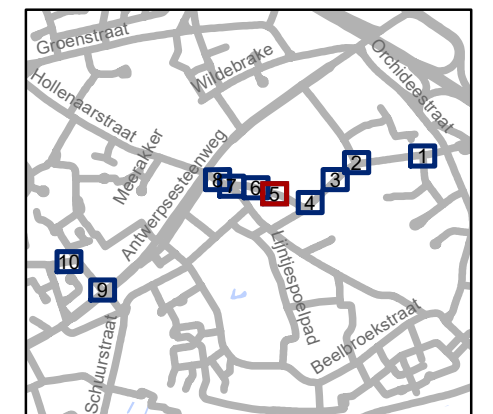 Groenstraat
Wildebrake
Orchideestraat
Hollenaarstraat
Meerakker
Antwerpsesteenweg
1
2
3
4
5
6
7
8
Lijntjespoelpad
10
9
Beelbroekstraat
Schuurstraat